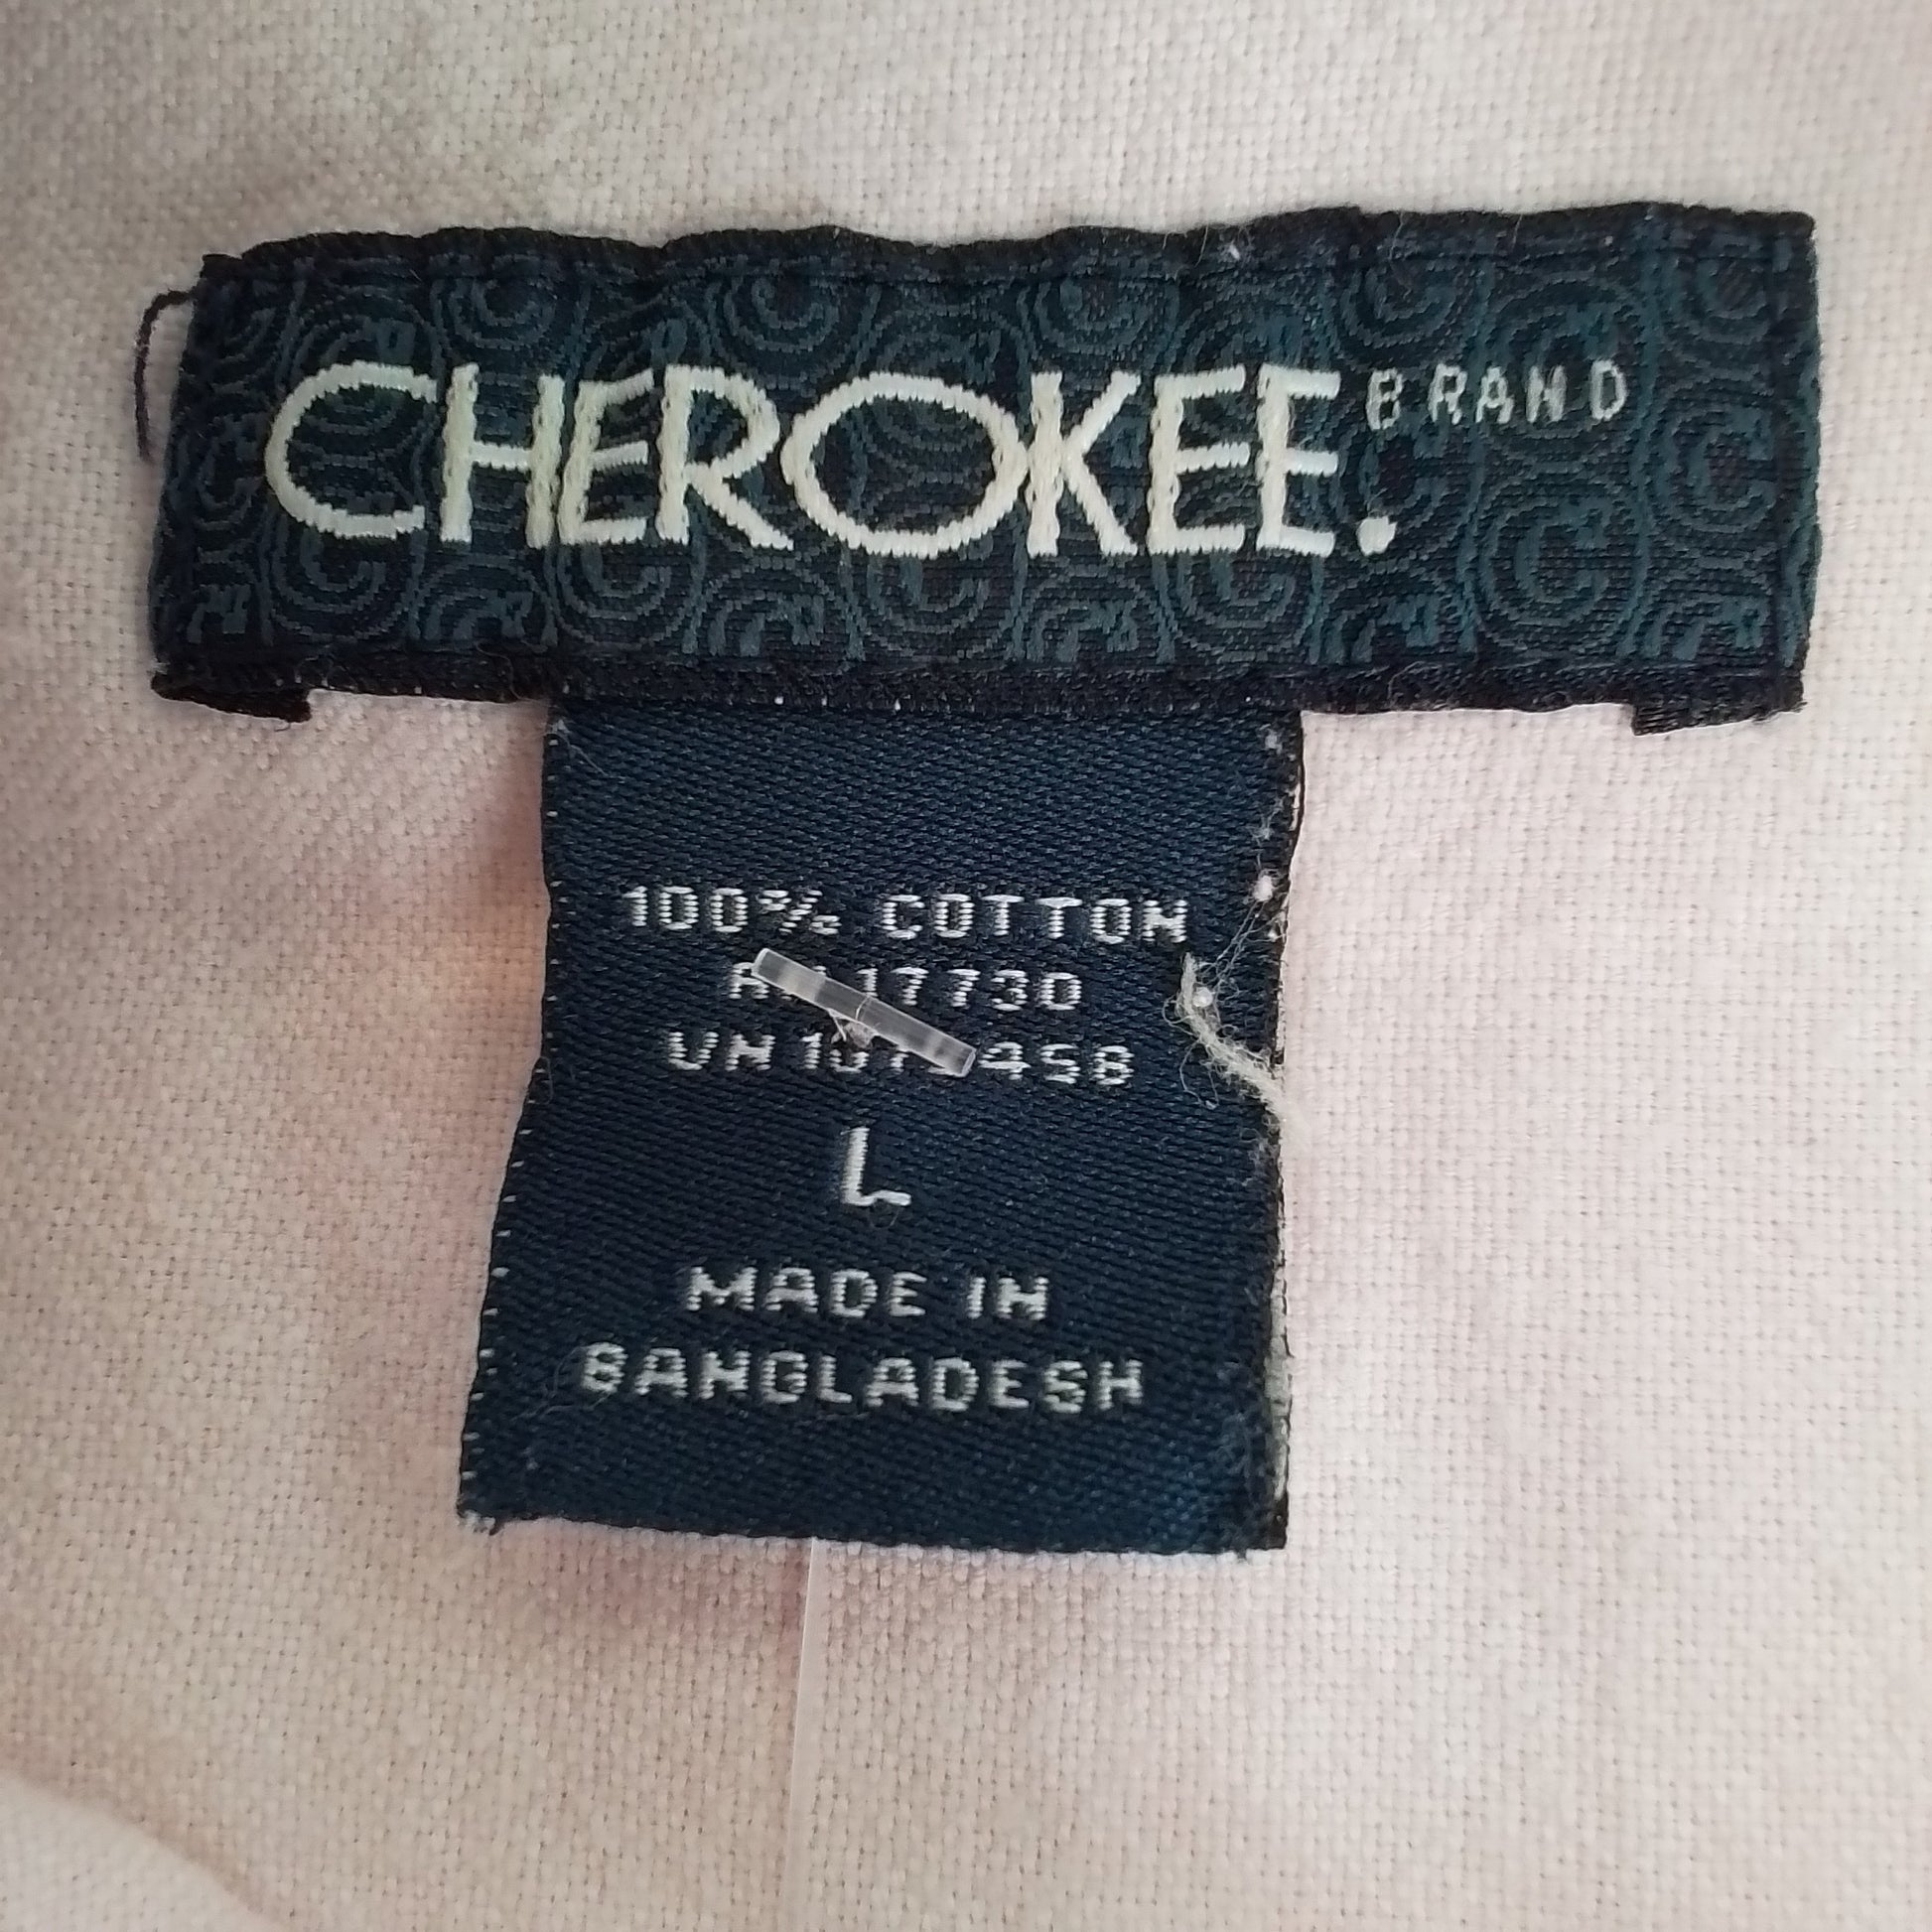 CHEROKEE. BRAND
100% COTTON
17730
L
MADE IN
BANGLADESH